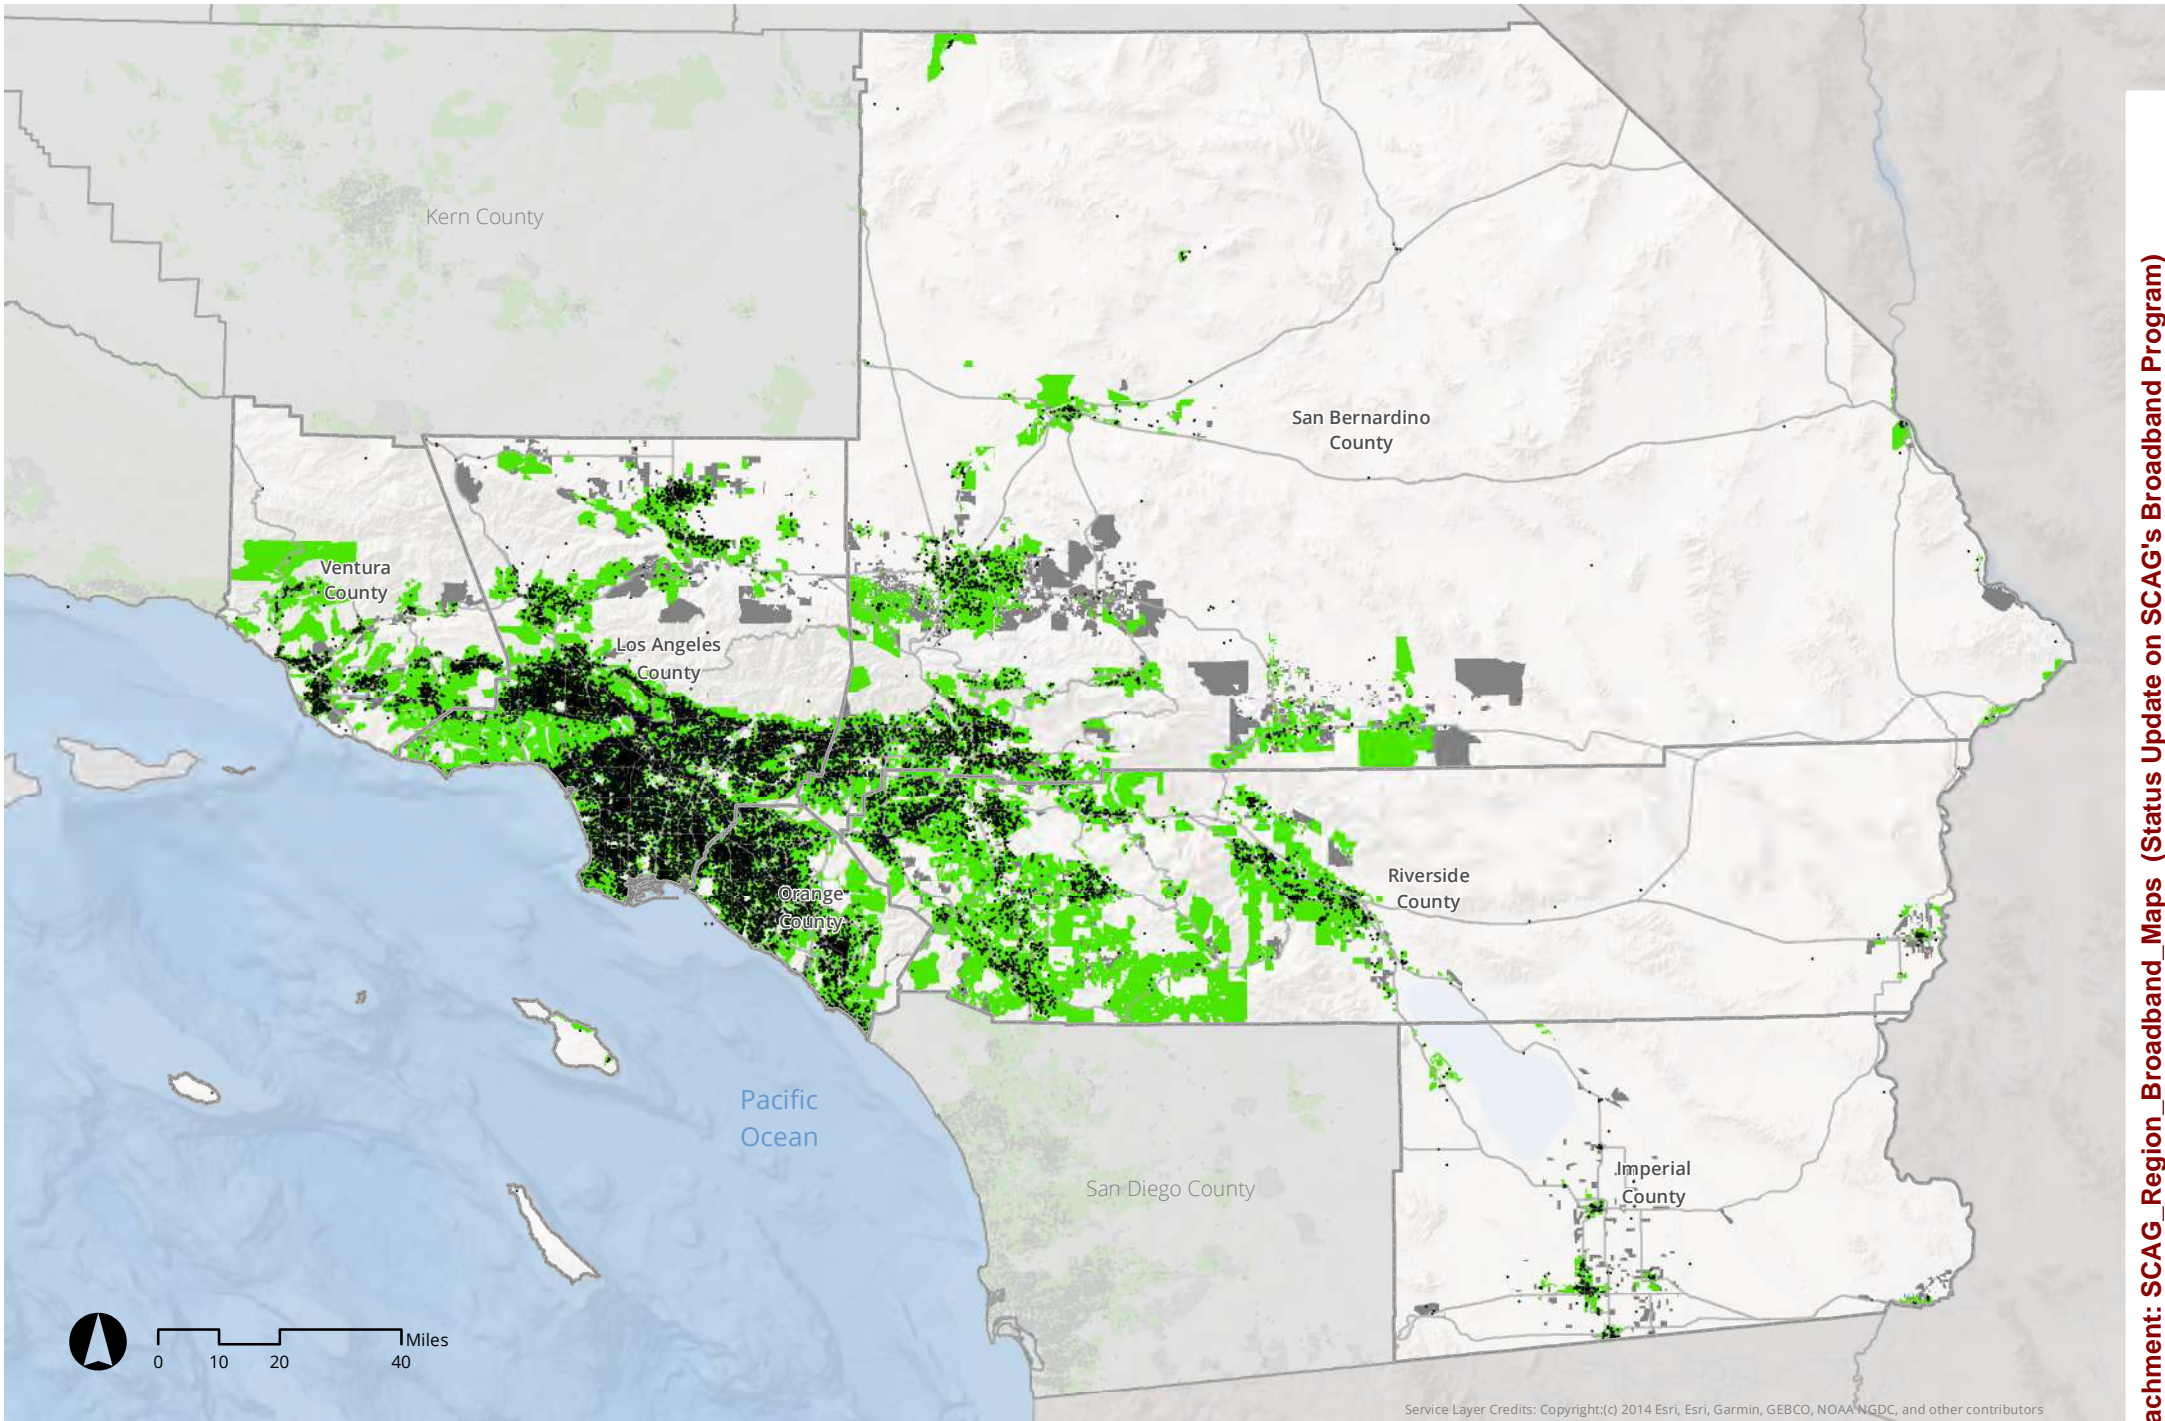 Kern County
San Bernardino
County
Ventura
County
Los Angeles
County
Riverside
County
Orange
County
Pacific
Ocean
San Diego County
Imperial
County
Miles
0 10 20 40
Service Layer Credits: Copyright:(c) 2014 Esri, Esri, Garmin, GEBCO, NOAA NGDC, and other contributors
achment: SCAG_Region_Broadband_Maps (Status Update on SCAG's Broadband Program)